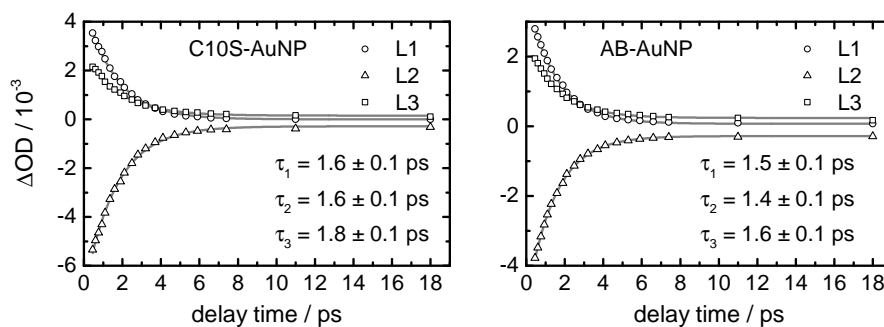 ΔOD / 10⁻³
4
2
0
-2
-4
-6
C10S-AuNP
L1
L2
L3
τ₁ = 1.6 ± 0.1 ps
τ₂ = 1.6 ± 0.1 ps
τ₃ = 1.8 ± 0.1 ps
0 2 4 6 8 10 12 14 16 18
delay time / ps
2
0
-2
-4
AB-AuNP
L1
L2
L3
τ₁ = 1.5 ± 0.1 ps
τ₂ = 1.4 ± 0.1 ps
τ₃ = 1.6 ± 0.1 ps
0 2 4 6 8 10 12 14 16 18
delay time / ps